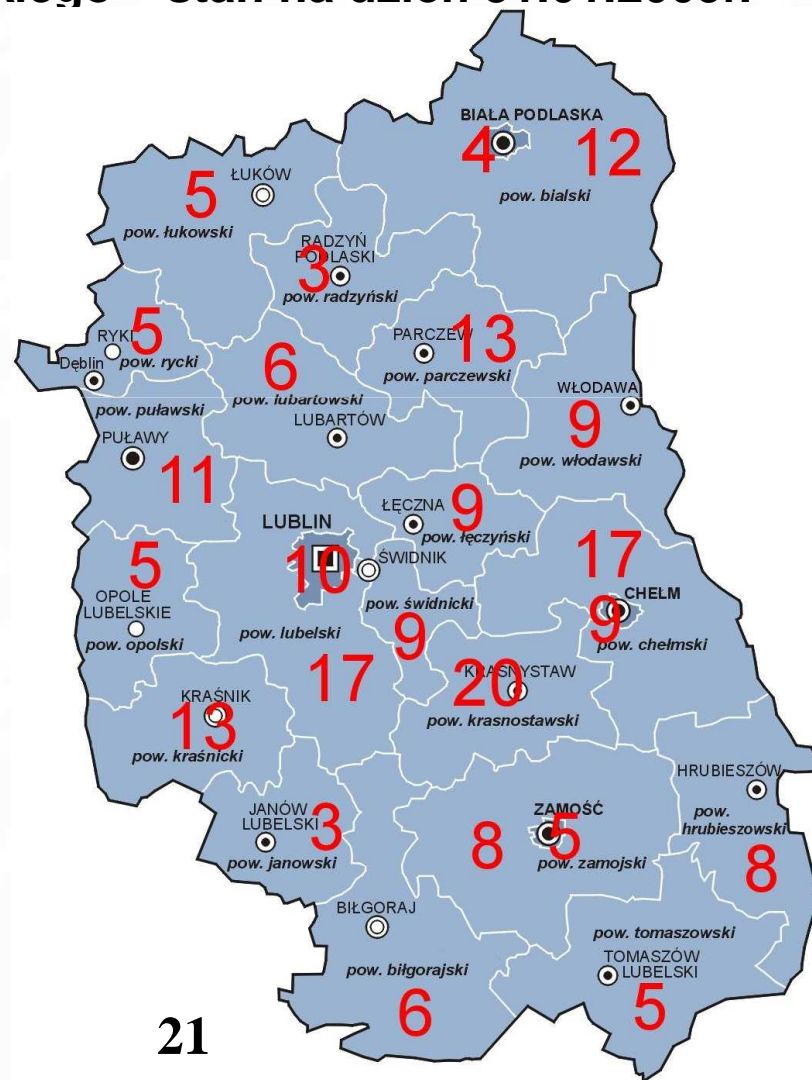 BIAŁA PODLASKA
4
12
pow. bialski
ŁUKÓW
5
pow. łukowski
RADZYŃ
PODLASKI
3
pow. radzyński
RYKI
5
pow. rycki
Dęblin
PARCZEW
13
pow. parczewski
6
pow. lubartowski
LUBARTÓW
WŁODAWA
9
pow. włodawski
pow. puławski
PUŁAWY
11
ŁĘCZNA
9
pow. łęczyński
LUBLIN
10
ŚWIDNIK
pow. świdnicki
9
17
CHEŁM
9
pow. chełmski
5
OPOLE
LUBELSKIE
pow. opolski
pow. lubelski
17
KRASNYSTAW
20
pow. krasnostawski
KRAŚNIK
13
pow. kraśnicki
HRUBIESZÓW
pow.
hrubieszowski
8
JANÓW
LUBELSKI
3
pow. janowski
ZAMOŚĆ
8
5
pow. zamojski
BIŁGORAJ
pow. biłgorajski
6
pow. tomaszowski
TOMASZÓW
LUBELSKI
5
21